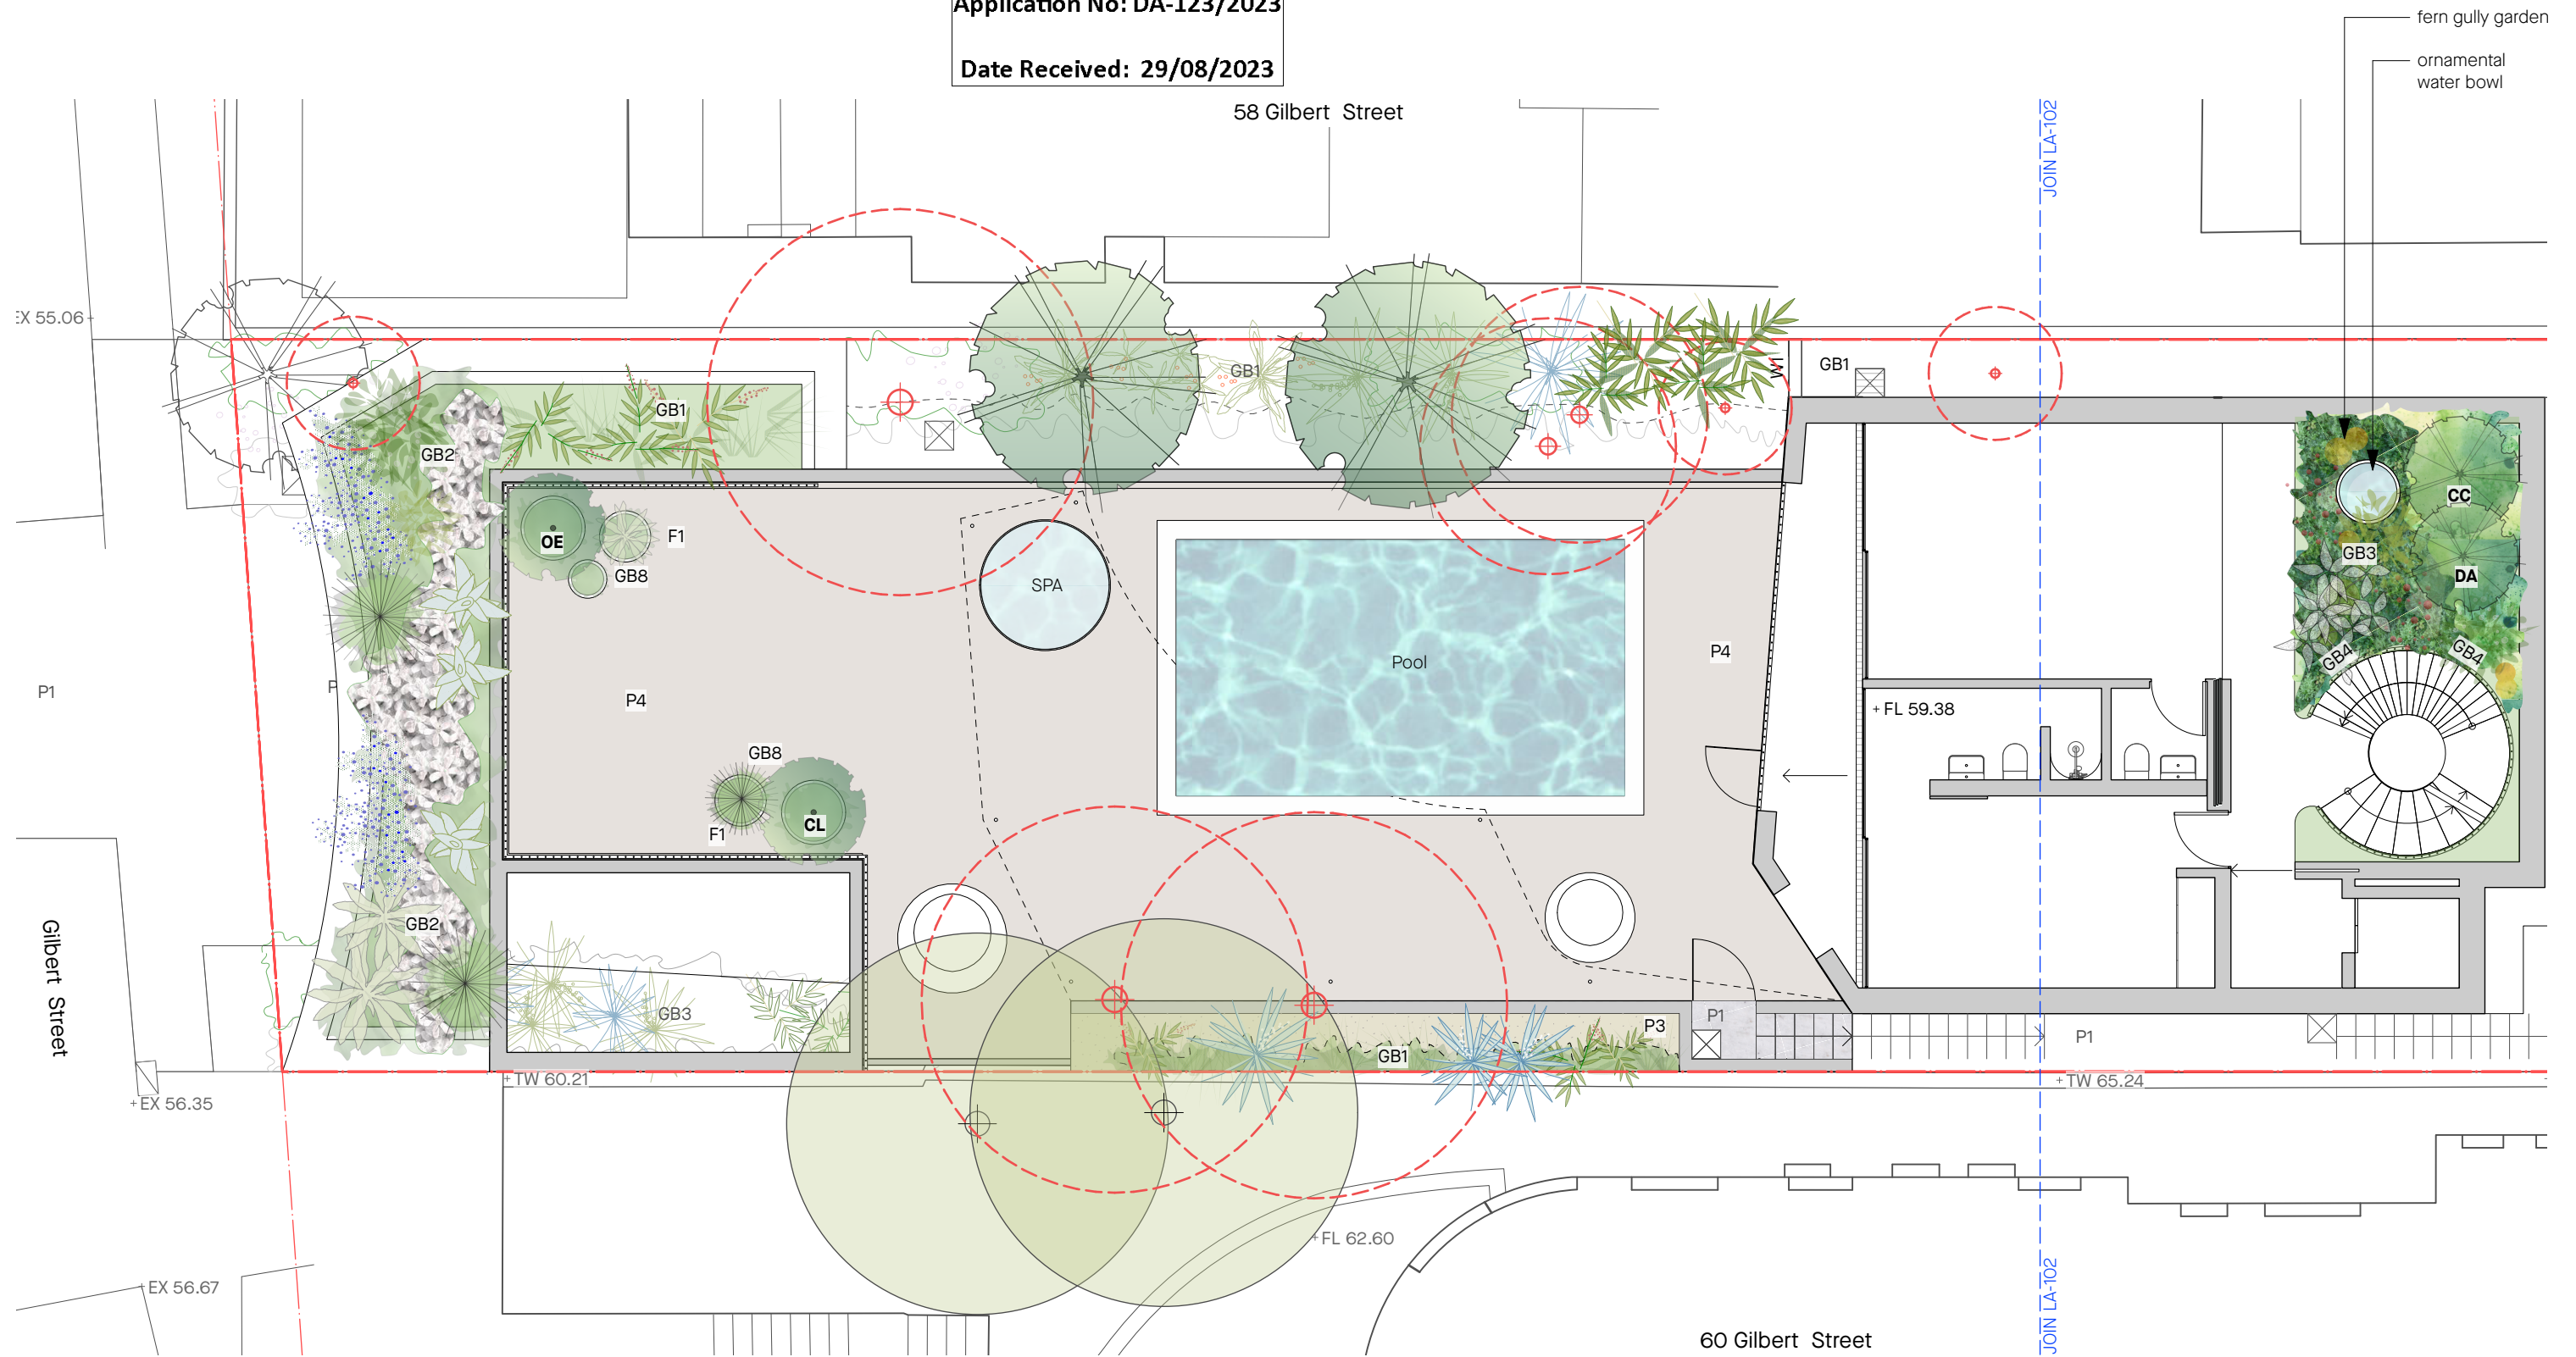 Application No: DA-123/2023
Date Received: 29/08/2023
fern gully garden
ornamental
water bowl
58 Gilbert Street
JOIN LA-102
EX 55.06
GB1
GB1
GB1
GB2
OE
F1
GB8
SPA
Pool
P4
P4
P1
P
GB8
F1
CL
GB2
GB3
CC
GB3
DA
GB4
GB4
FL 59.38
Gilbert Street
P3
P1
GB1
P1
TW 60.21
TW 65.24
EX 56.35
FL 62.60
EX 56.67
JOIN LA-102
60 Gilbert Street